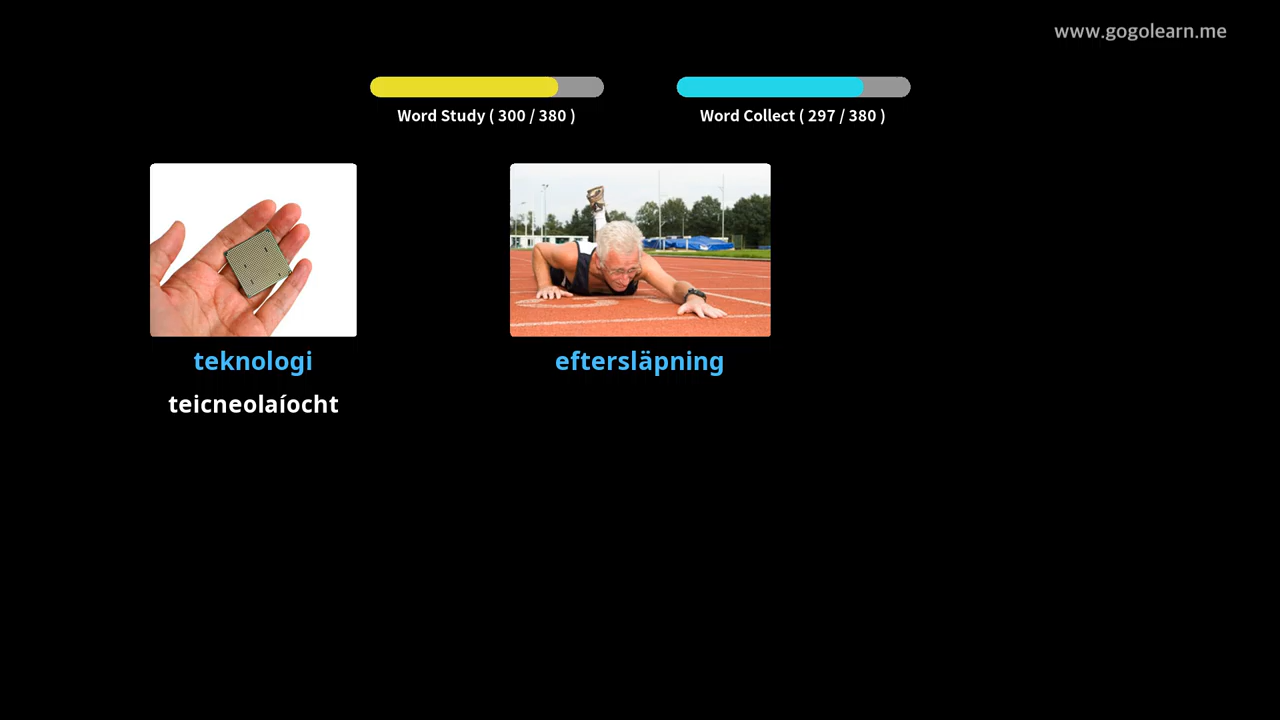 www.gogolearn.me
Word Study ( 300 / 380 )
Word Collect ( 297 / 380 )
teknologi
eftersläpning
teicneolaíocht